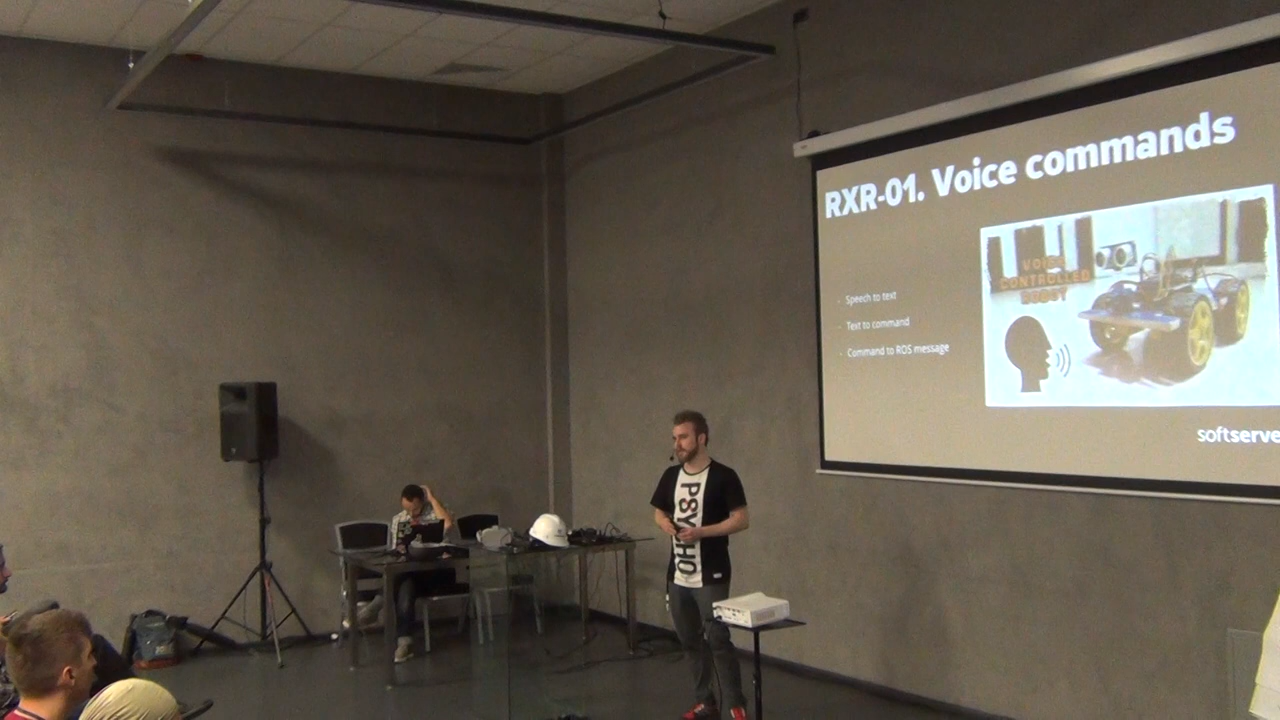 RXR-01. Voice commands
- Speech to text
- Text to command
- Command to ROS message
VOICE
CONTROLLED
ROBOT
softserve
PSYCHO